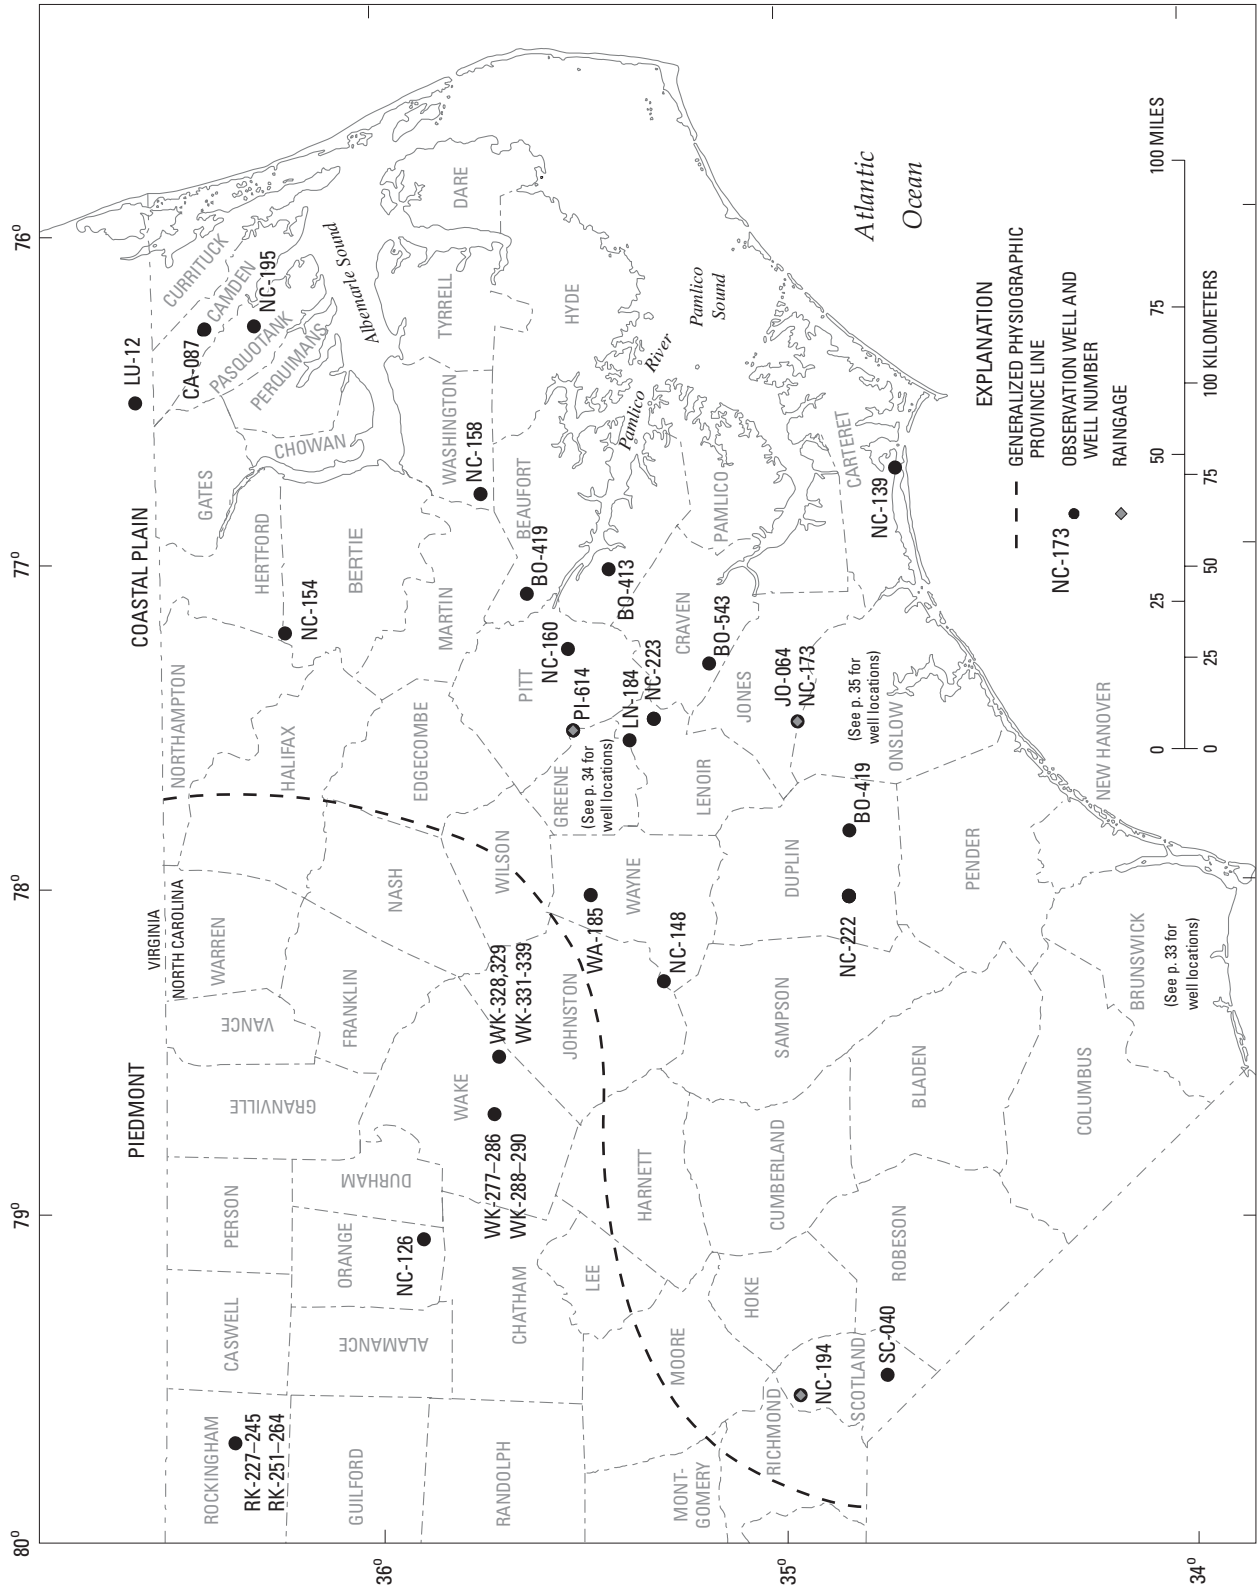 80°
79°
78°
77°
76°
36°
35°
34°
PIEDMONT
COASTAL PLAIN
VIRGINIA
NORTH CAROLINA
LU-12
ROCKINGHAM
RK-227–245
RK-251–264
CASWELL
PERSON
GRANVILLE
VANCE
WARREN
NORTHAMPTON
HERTFORD
GATES
CURRITUCK
CAMDEN
CA-087
NC-195
PASQUOTANK
PERQUIMANS
CHOWAN
Albemarle Sound
GUILFORD
ALAMANCE
ORANGE
NC-126
DURHAM
FRANKLIN
HALIFAX
NC-154
BERTIE
NASH
EDGECOMBE
MARTIN
WASHINGTON
NC-158
TYRRELL
DARE
RANDOLPH
CHATHAM
WAKE
WK-277–286
WK-288–290
WK-328,329
WK-331-339
WILSON
PITT
BO-419
BEAUFORT
HYDE
LEE
JOHNSTON
WA-185
GREENE
(See p. 34 for
well locations)
PI-614
NC-160
BO-413
Pamlico
River
Pamlico
Sound
MONT-
GOMERY
MOORE
HARNETT
NC-148
WAYNE
LN-184
NC-223
LENOIR
CRAVEN
BO-543
PAMLICO
RICHMOND
NC-194
SCOTLAND
HOKE
CUMBERLAND
SAMPSON
DUPLIN
JONES
JO-064
NC-173
CARTERET
NC-139
SC-040
ROBESON
BLADEN
NC-222
BO-419
(See p. 35 for
well locations)
ONSLOW
PENDER
COLUMBUS
BRUNSWICK
(See p. 33 for
well locations)
NEW HANOVER
Atlantic
Ocean
EXPLANATION
GENERALIZED PHYSIOGRAPHIC
PROVINCE LINE
NC-173
OBSERVATION WELL AND
WELL NUMBER
RAINGAGE
0 25 50 75 100 MILES
0 25 50 75 100 KILOMETERS